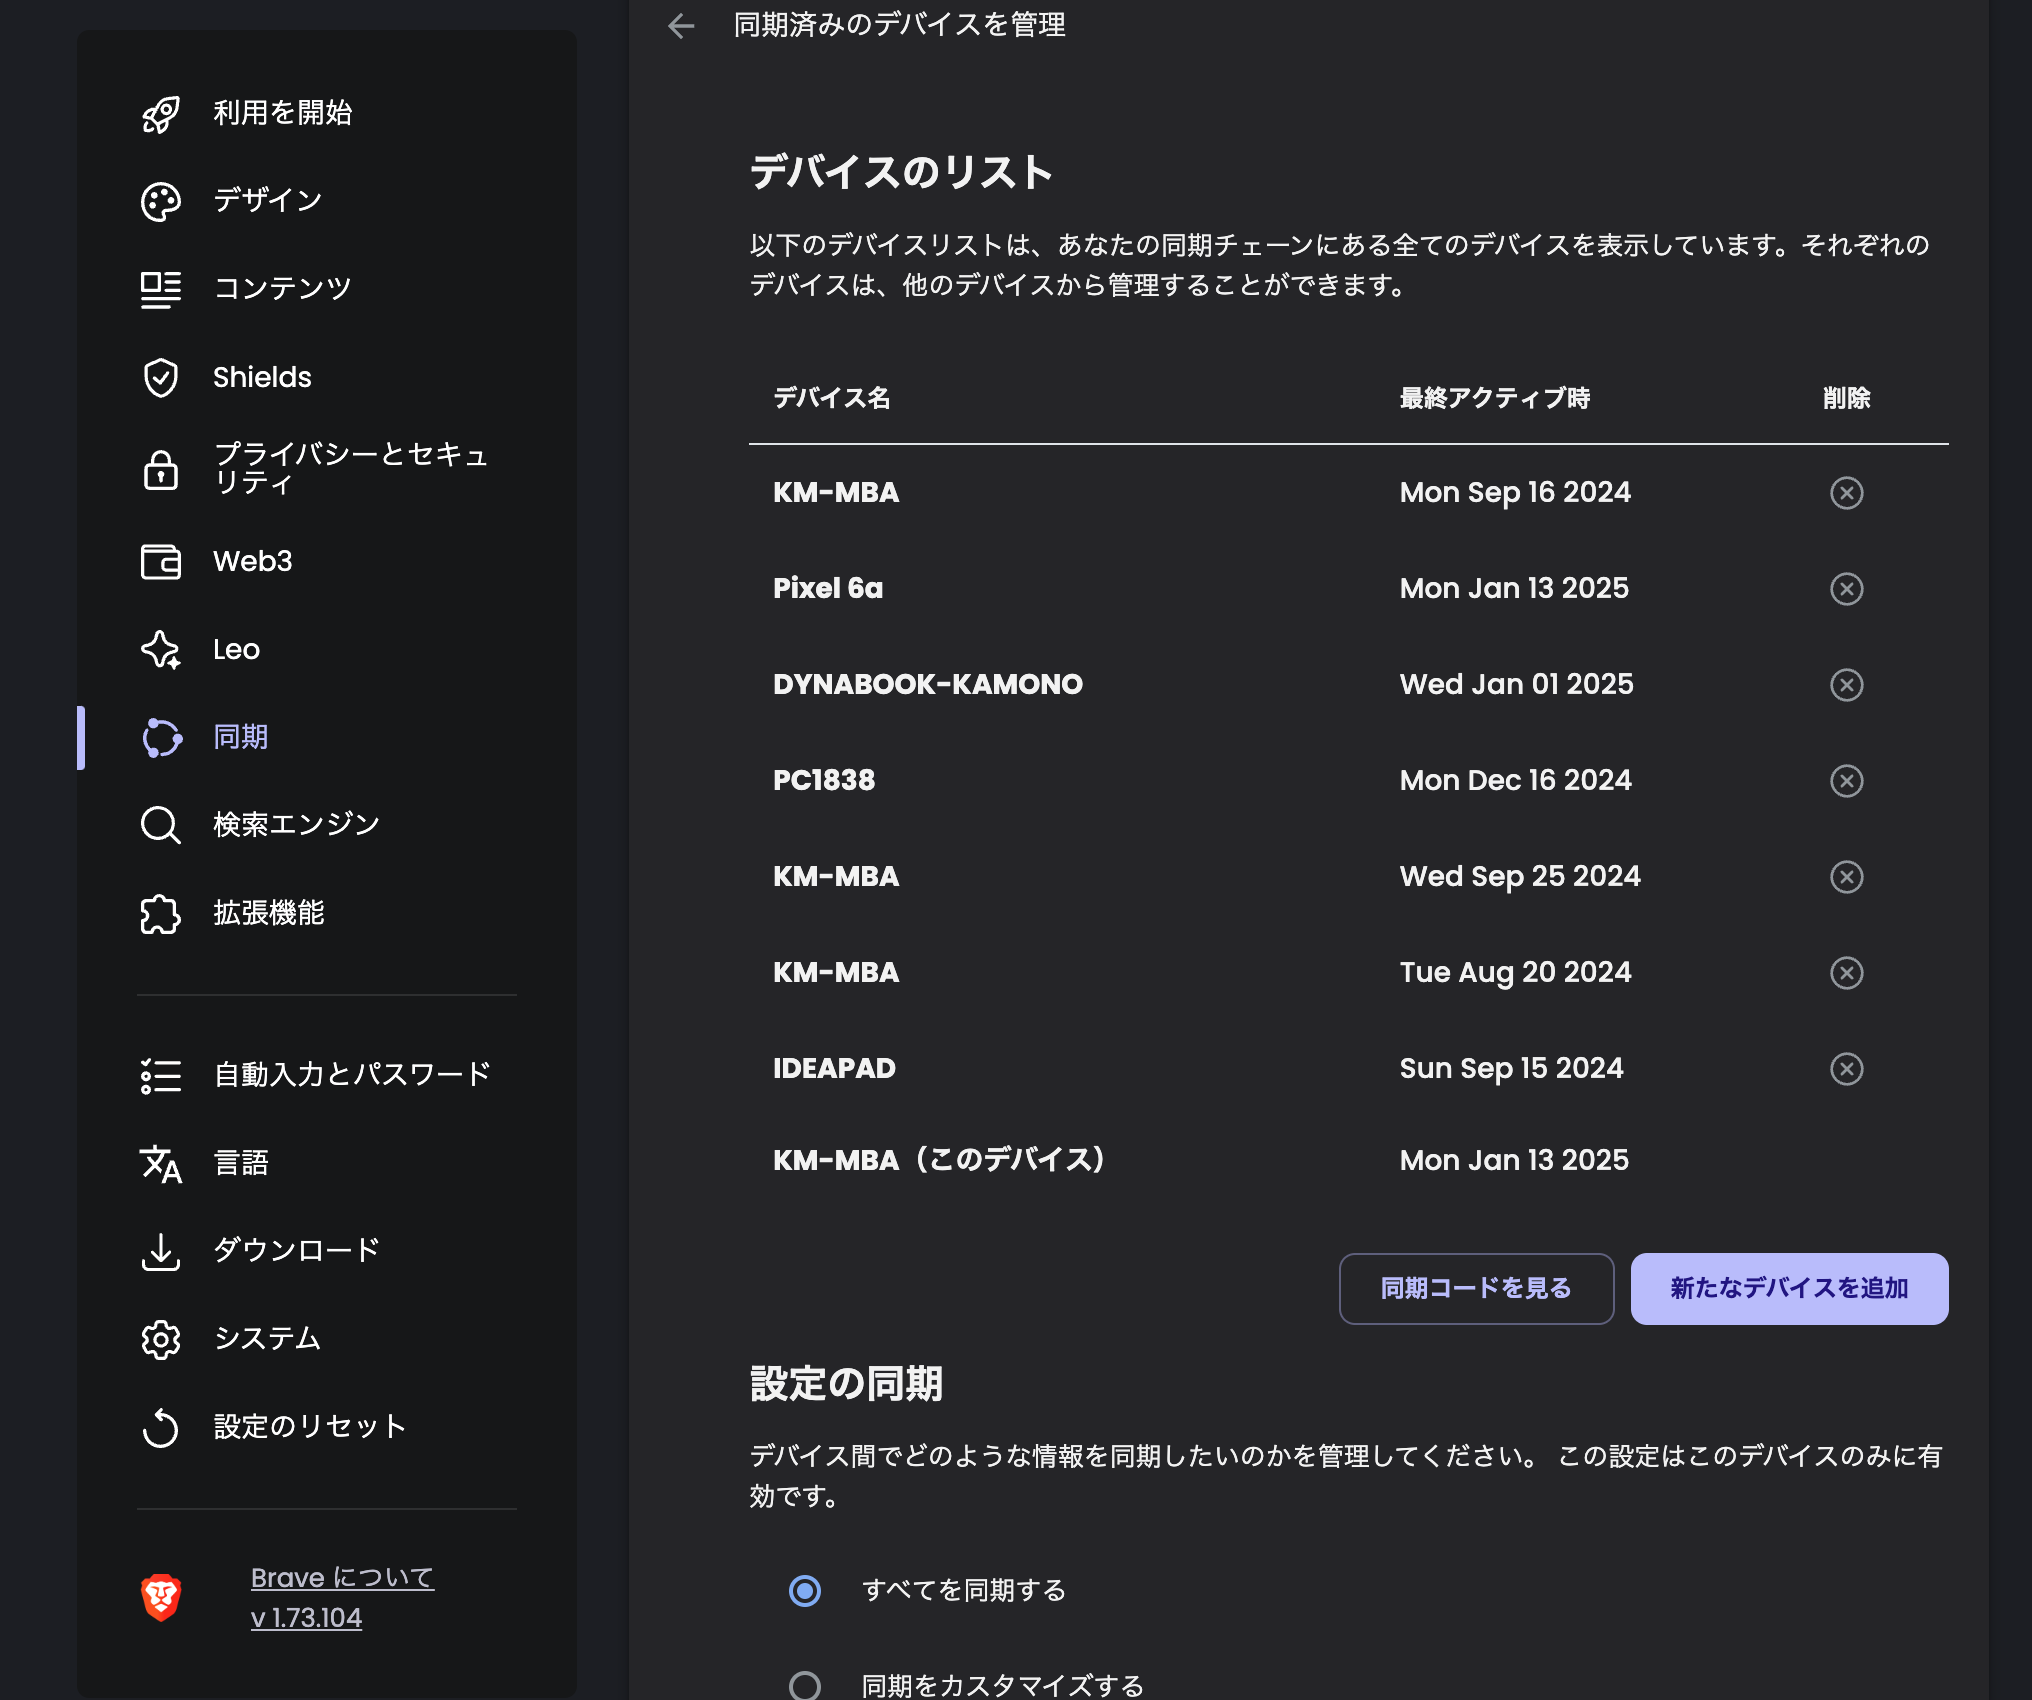 利用を開始
デザイン
コンテンツ
Shields
プライバシーとセキュ
リティ
Web3
Leo
同期
検索エンジン
拡張機能
自動入力とパスワード
言語
ダウンロード
システム
設定のリセット
Brave について
v 1.73.104
同期済みのデバイスを管理
デバイスのリスト
以下のデバイスリストは、あなたの同期チェーンにある全てのデバイスを表示しています。それぞれの
デバイスは、他のデバイスから管理することができます。
デバイス名 最終アクティブ時 削除
KM-MBA Mon Sep 16 2024
Pixel 6a Mon Jan 13 2025
DYNABOOK-KAMONO Wed Jan 01 2025
PC1838 Mon Dec 16 2024
KM-MBA Wed Sep 25 2024
KM-MBA Tue Aug 20 2024
IDEAPAD Sun Sep 15 2024
KM-MBA（このデバイス） Mon Jan 13 2025
同期コードを見る 新たなデバイスを追加
設定の同期
デバイス間でどのような情報を同期したいのかを管理してください。 この設定はこのデバイスのみに有
効です。
すべてを同期する
同期をカスタマイズする